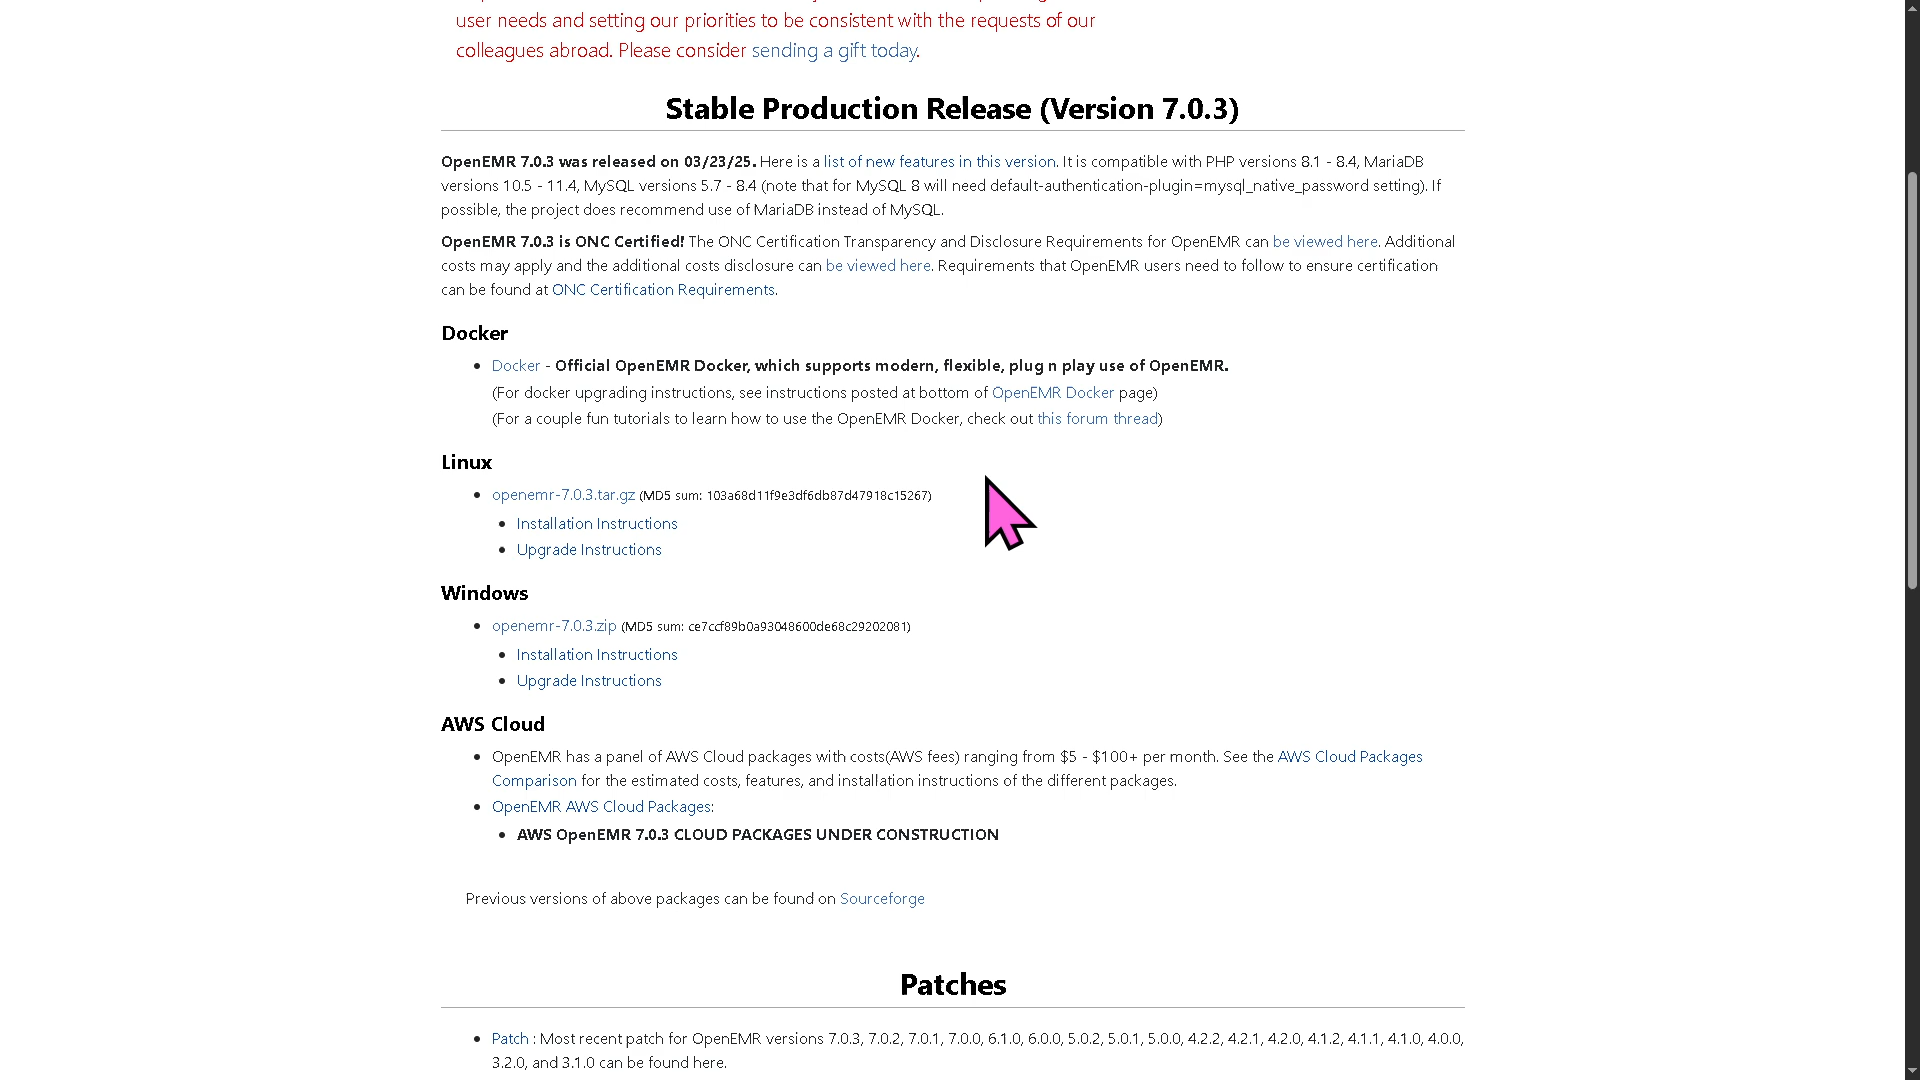 user needs and setting our priorities to be consistent with the requests of our
colleagues abroad. Please consider sending a gift today.
Stable Production Release (Version 7.0.3)
OpenEMR 7.0.3 was released on 03/23/25. Here is a list of new features in this version. It is compatible with PHP versions 8.1 - 8.4, MariaDB
versions 10.5 - 11.4, MySQL versions 5.7 - 8.4 (note that for MySQL 8 will need default-authentication-plugin=mysql_native_password setting). If
possible, the project does recommend use of MariaDB instead of MySQL.
OpenEMR 7.0.3 is ONC Certified! The ONC Certification Transparency and Disclosure Requirements for OpenEMR can be viewed here. Additional
costs may apply and the additional costs disclosure can be viewed here. Requirements that OpenEMR users need to follow to ensure certification
can be found at ONC Certification Requirements.
Docker
• Docker - Official OpenEMR Docker, which supports modern, flexible, plug n play use of OpenEMR.
(For docker upgrading instructions, see instructions posted at bottom of OpenEMR Docker page)
(For a couple fun tutorials to learn how to use the OpenEMR Docker, check out this forum thread)
Linux
• openemr-7.0.3.tar.gz (MD5 sum: 103a68d11f9e3df6db87d47918c15267)
• Installation Instructions
• Upgrade Instructions
Windows
• openemr-7.0.3.zip (MD5 sum: ce7ccf89b0a93048600de68c29202081)
• Installation Instructions
• Upgrade Instructions
AWS Cloud
• OpenEMR has a panel of AWS Cloud packages with costs(AWS fees) ranging from $5 - $100+ per month. See the AWS Cloud Packages
Comparison for the estimated costs, features, and installation instructions of the different packages.
• OpenEMR AWS Cloud Packages:
• AWS OpenEMR 7.0.3 CLOUD PACKAGES UNDER CONSTRUCTION
Previous versions of above packages can be found on Sourceforge
Patches
• Patch : Most recent patch for OpenEMR versions 7.0.3, 7.0.2, 7.0.1, 7.0.0, 6.1.0, 6.0.0, 5.0.2, 5.0.1, 5.0.0, 4.2.2, 4.2.1, 4.2.0, 4.1.2, 4.1.1, 4.1.0, 4.0.0,
3.2.0, and 3.1.0 can be found here.